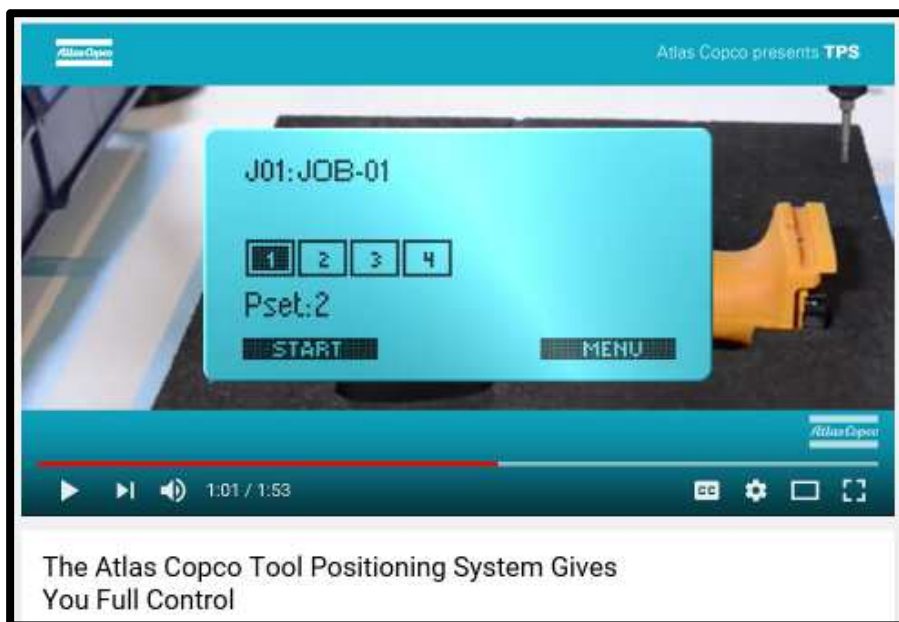 Atlas Copco
Atlas Copco presents TPS
J01:JOB-01
1 2 3 4
Pset:2
START MENU
Atlas Copco
1:01 / 1:53
CC
The Atlas Copco Tool Positioning System Gives
You Full Control